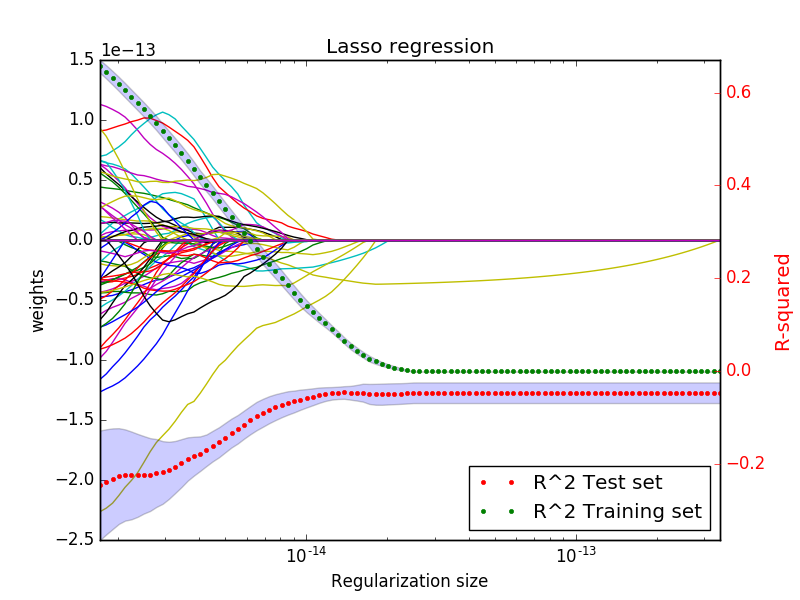 Lasso regression
1e−13
1.5
1.0
0.5
0.0
−0.5
−1.0
−1.5
−2.0
−2.5
weights
0.6
0.4
0.2
0.0
−0.2
R-squared
R^2 Test set
R^2 Training set
10-14
10-13
Regularization size